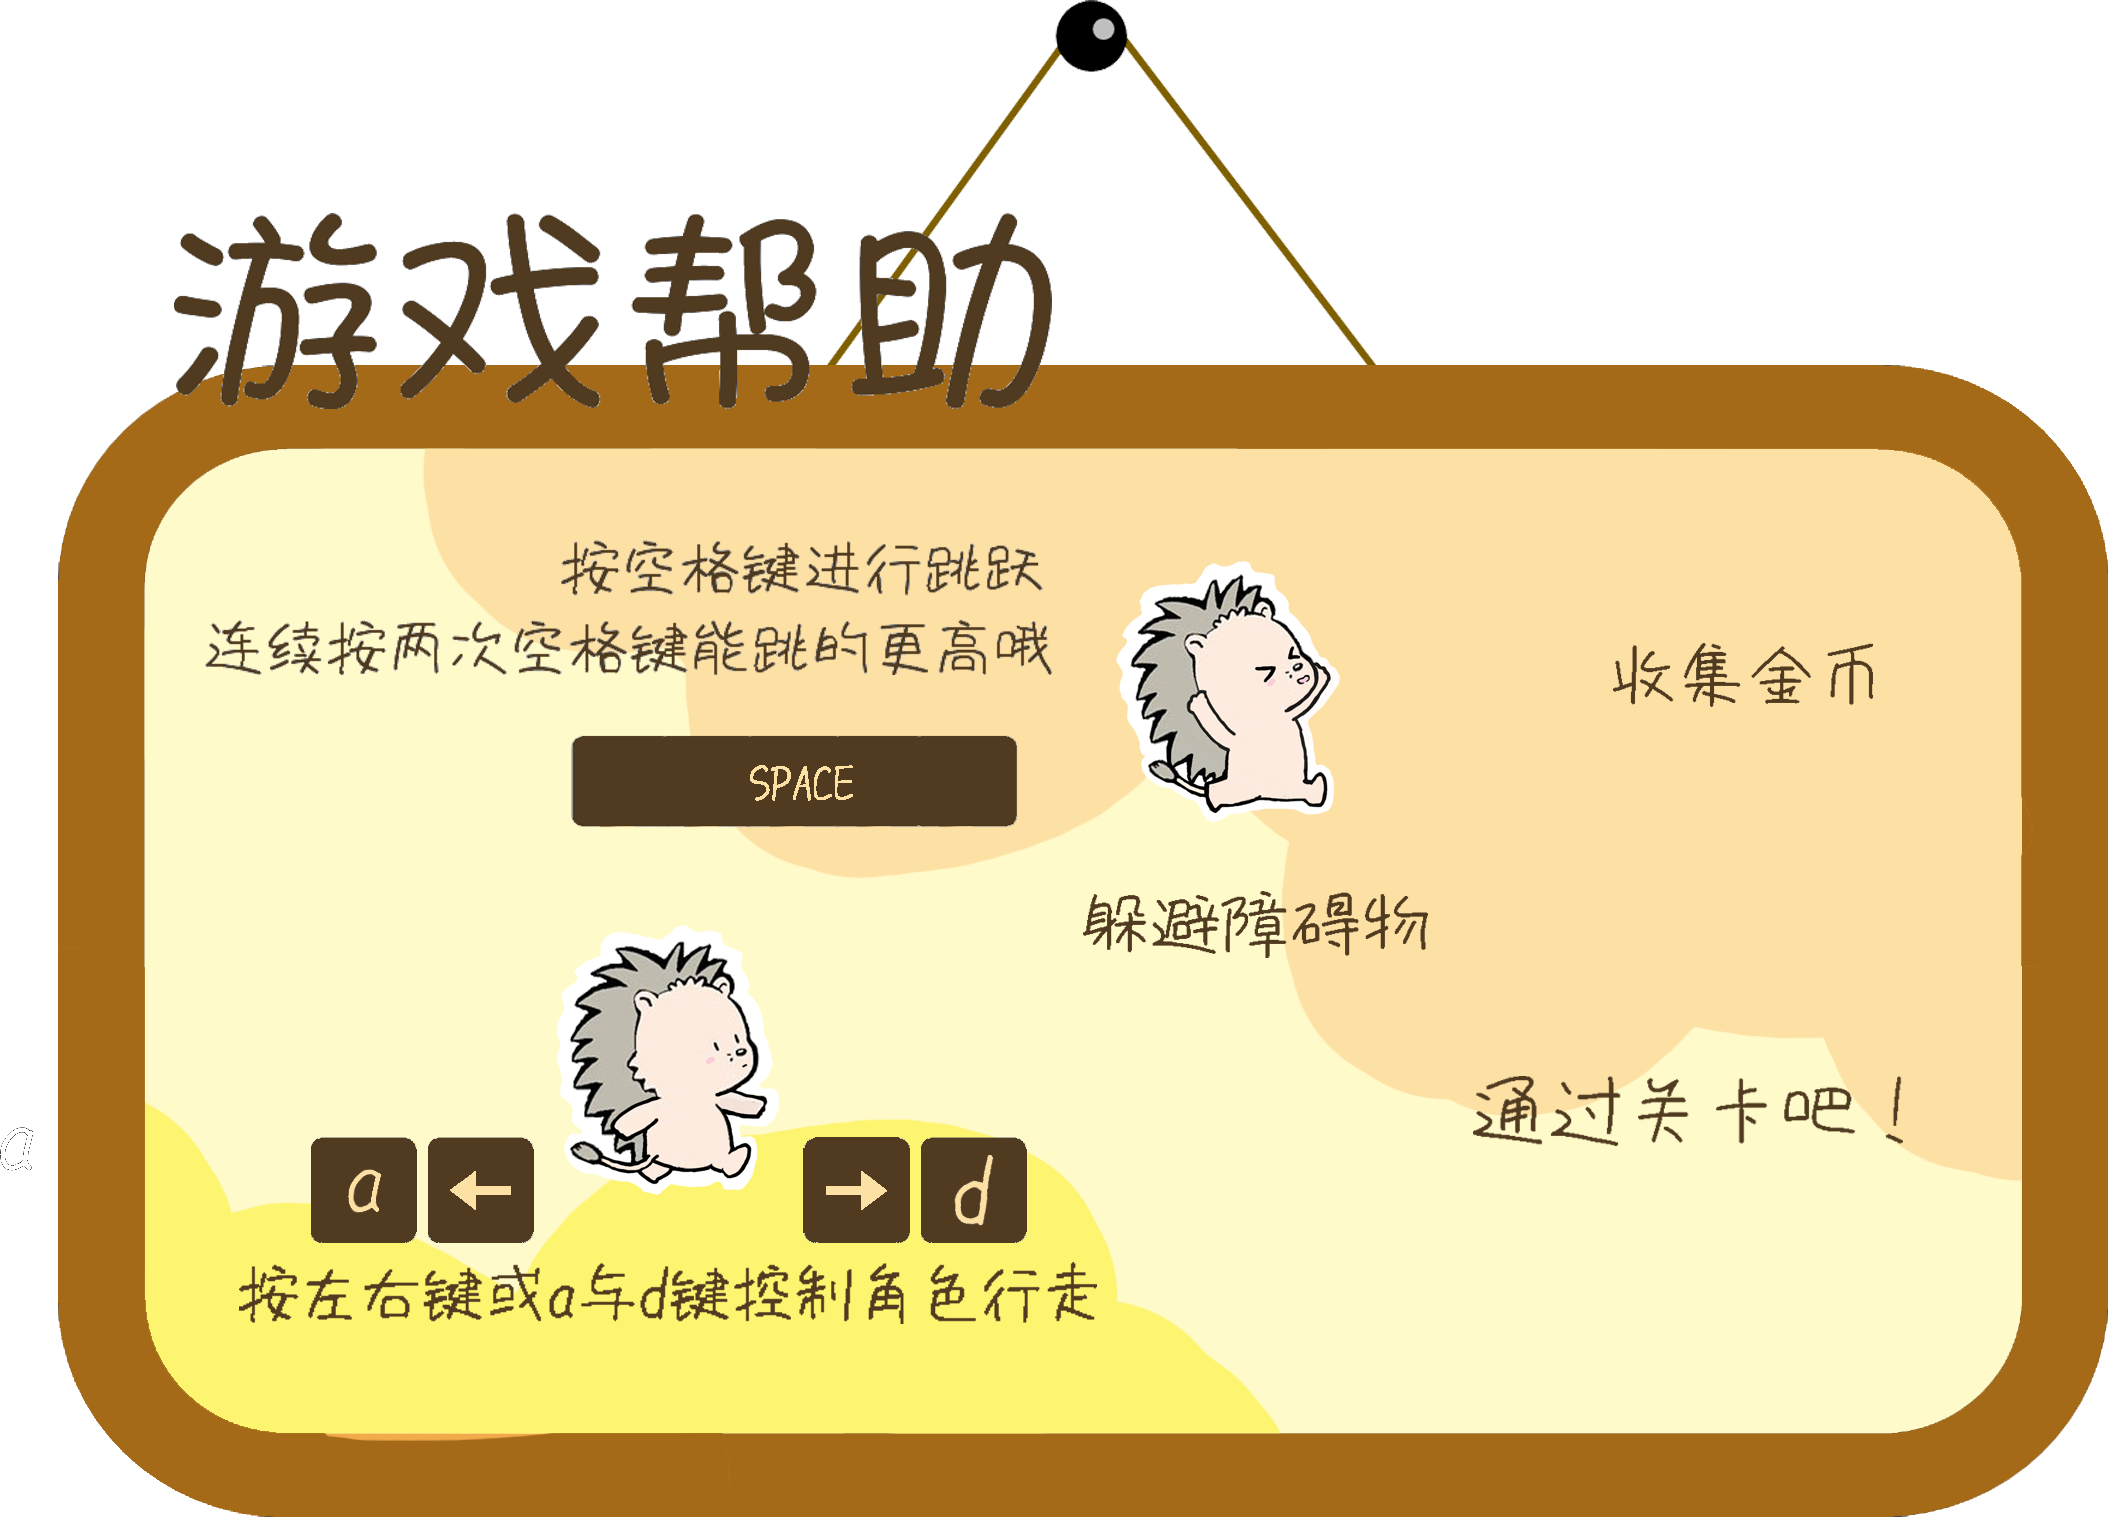 游戏帮助
按空格键进行跳跃
连续按两次空格键能跳的更高哦
SPACE
收集金币
躲避障碍物
通过关卡吧！
a ← → d
按左右键或a与d键控制角色行走
a